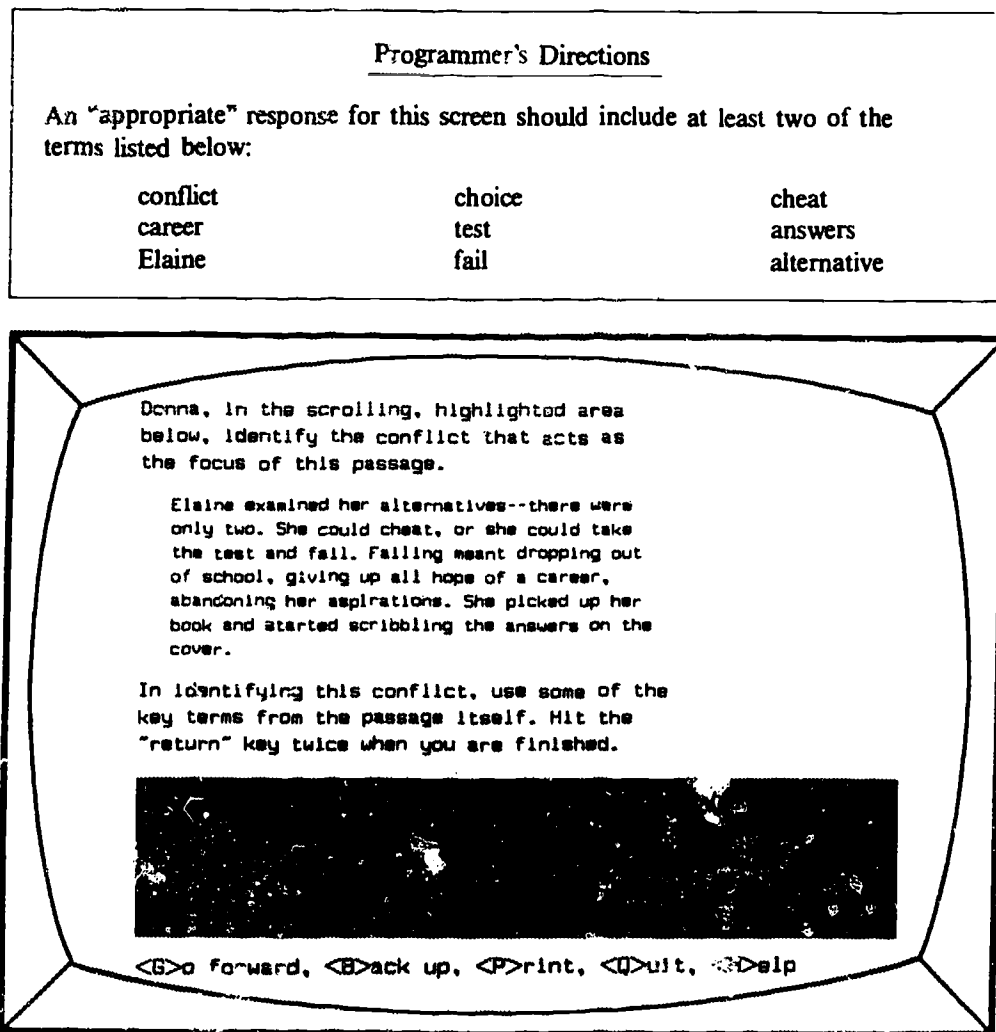 Programmer's Directions
An "appropriate" response for this screen should include at least two of the
terms listed below:
conflict choice cheat
career test answers
Elaine fail alternative
Donna, in the scrolling, highlighted area
below, identify the conflict that acts as
the focus of this passage.
Elaine examined her alternatives--there were
only two. She could cheat, or she could take
the test and fail. Failing meant dropping out
of school, giving up all hope of a career,
abandoning her aspirations. She picked up her
book and started scribbling the answers on the
cover.
In identifying this conflict, use some of the
key terms from the passage itself. Hit the
"return" key twice when you are finished.
<G>o forward, <B>ack up, <P>rint, <Q>uit, <H>elp